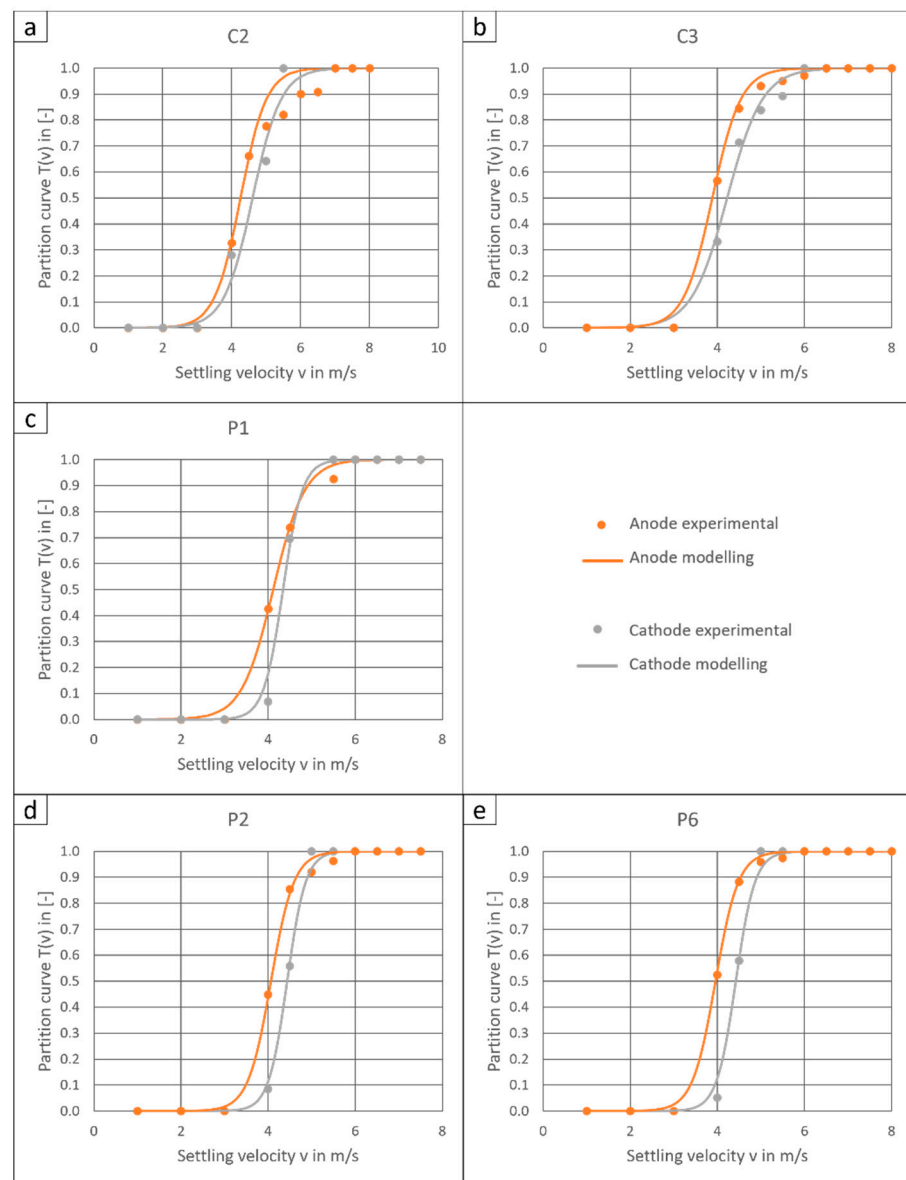 a
C2
1.0
0.9
0.8
0.7
0.6
0.5
0.4
0.3
0.2
0.1
0.0
Partition curve T(v) in [-]
0 2 4 6 8 10
Settling velocity v in m/s
b
C3
1.0
0.9
0.8
0.7
0.6
0.5
0.4
0.3
0.2
0.1
0.0
Partition curve T(v) in [-]
0 2 4 6 8
Settling velocity v in m/s
c
P1
1.0
0.9
0.8
0.7
0.6
0.5
0.4
0.3
0.2
0.1
0.0
Partition curve T(v) in [-]
0 2 4 6 8
Settling velocity v in m/s
Anode experimental
Anode modelling
Cathode experimental
Cathode modelling
d
P2
1.0
0.9
0.8
0.7
0.6
0.5
0.4
0.3
0.2
0.1
0.0
Partition curve T(v) in [-]
0 2 4 6 8
Settling velocity v in m/s
e
P6
1.0
0.9
0.8
0.7
0.6
0.5
0.4
0.3
0.2
0.1
0.0
Partition curve T(v) in [-]
0 2 4 6 8
Settling velocity v in m/s